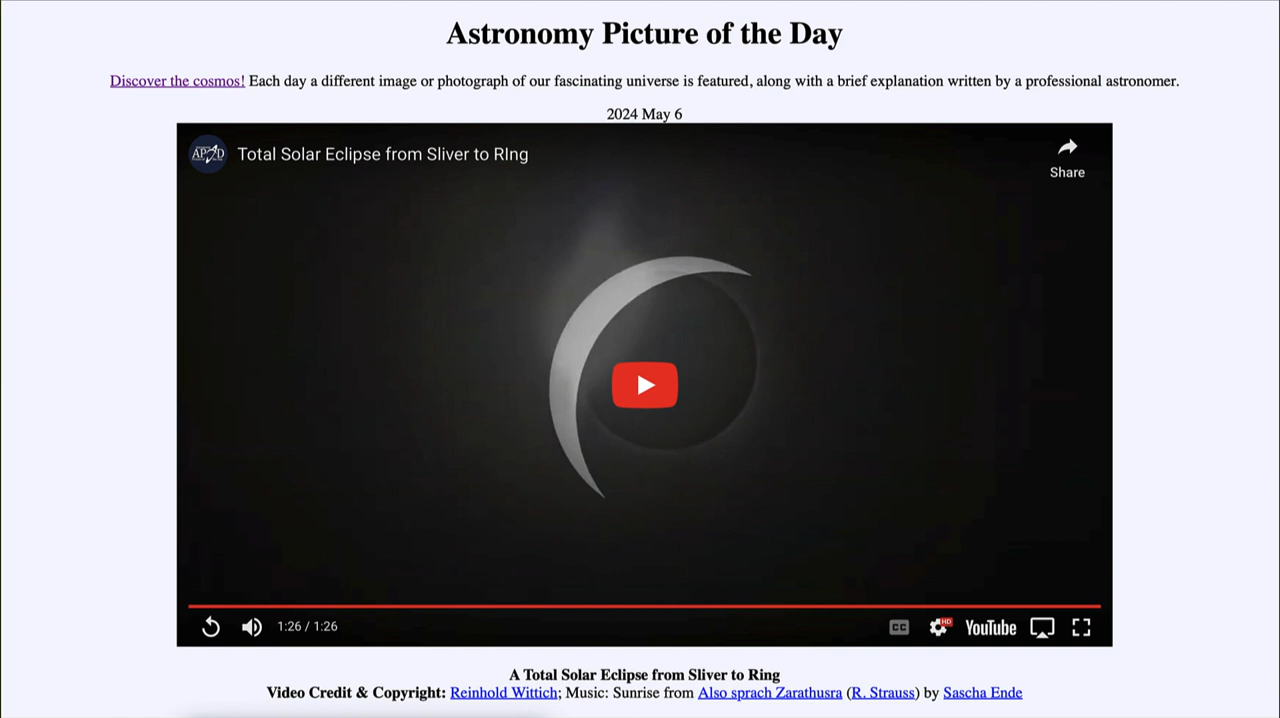 Astronomy Picture of the Day
Discover the cosmos! Each day a different image or photograph of our fascinating universe is featured, along with a brief explanation written by a professional astronomer.
2024 May 6
APOD
Total Solar Eclipse from Sliver to RIng
Share
1:26 / 1:26
CC
HD
YouTube
A Total Solar Eclipse from Sliver to Ring
Video Credit & Copyright: Reinhold Wittich; Music: Sunrise from Also sprach Zarathusra (R. Strauss) by Sascha Ende